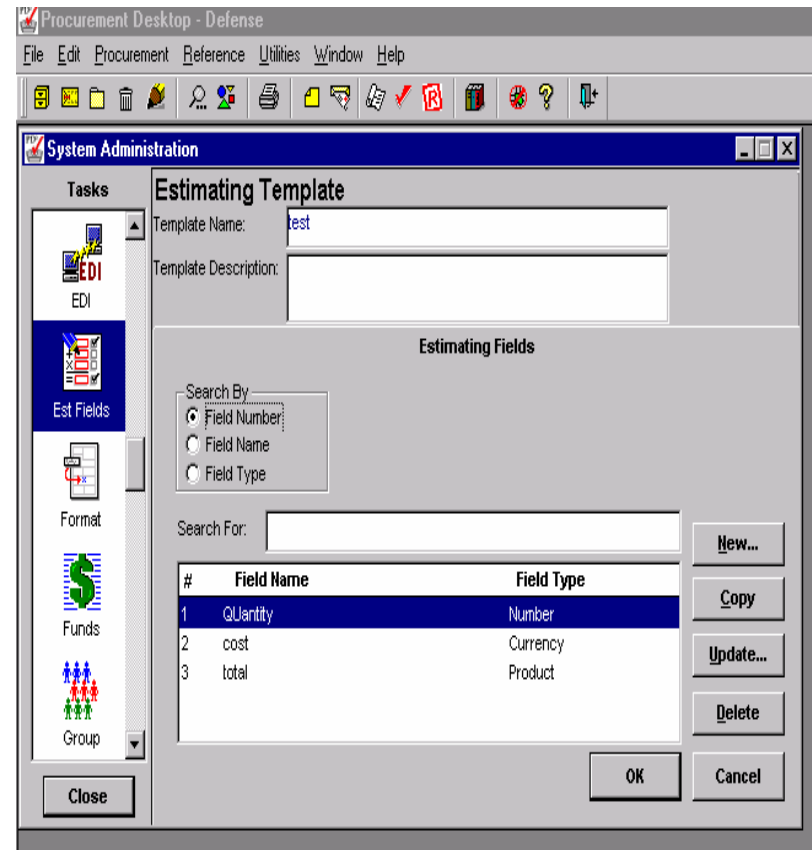 Procurement Desktop - Defense
File Edit Procurement Reference Utilities Window Help
System Administration
Tasks
EDI
EDI
Est Fields
Format
Funds
Group
Close
Estimating Template
Template Name: test
Template Description:
Estimating Fields
Search By
Field Number
Field Name
Field Type
Search For:
# Field Name Field Type
1 QUantity Number
2 cost Currency
3 total Product
New...
Copy
Update...
Delete
OK Cancel